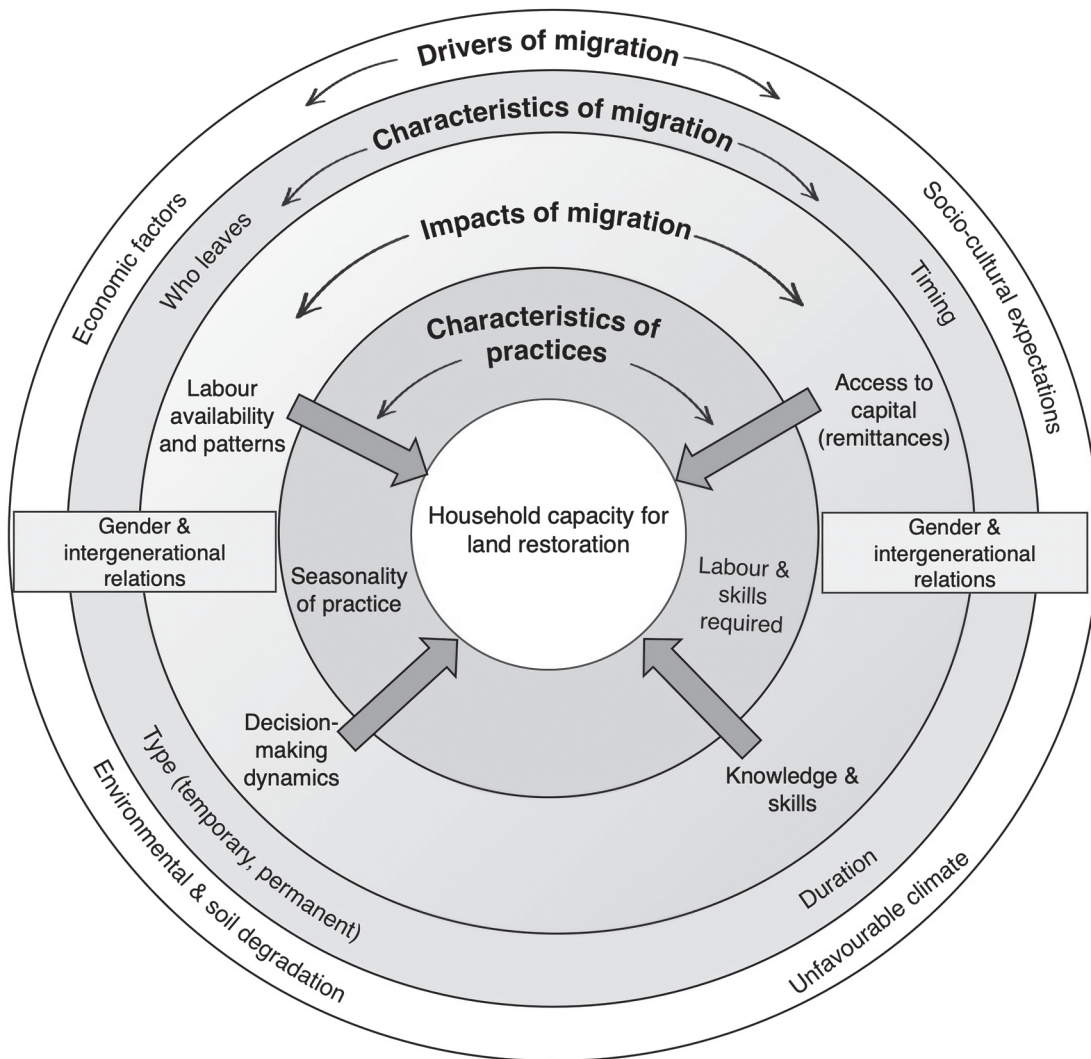 Drivers of migration
Characteristics of migration
Impacts of migration
Characteristics of
practices
Economic factors
Who leaves
Timing
Socio-cultural expectations
Labour
availability
and patterns
Access to
capital
(remittances)
Household capacity for
land restoration
Gender &
intergenerational
relations
Gender &
intergenerational
relations
Seasonality
of practice
Labour &
skills
required
Decision-
making
dynamics
Knowledge &
skills
Type (temporary, permanent)
Duration
Environmental & soil degradation
Unfavourable climate